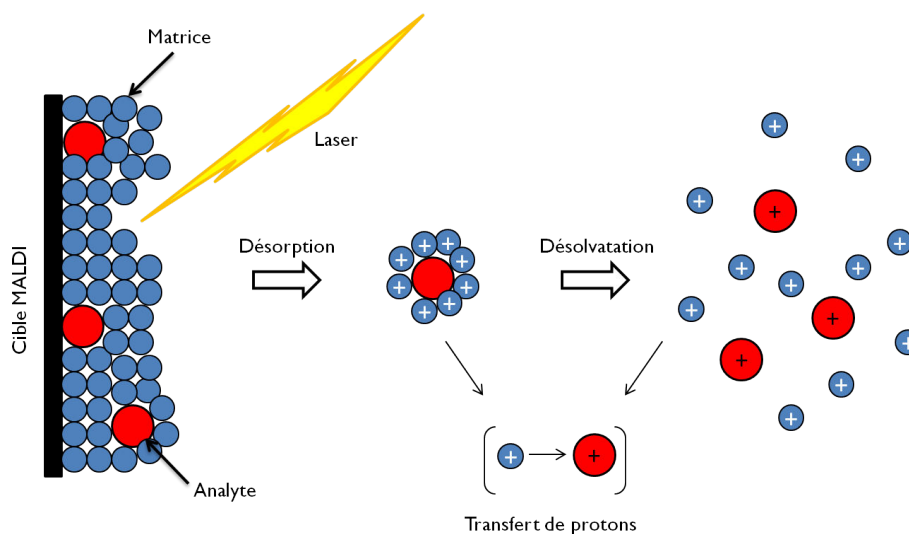 Matrice
Laser
Cible MALDI
Désorption
Désolvatation
+ + + + + + + +
+ + + + + + + + + + + + + + +
Analyte
+ +
Transfert de protons